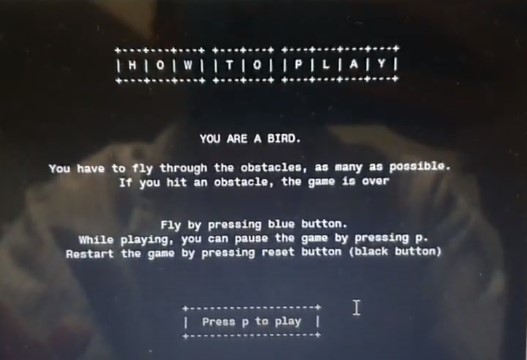 |H|O|W| |T|O| |P|L|A|Y|
YOU ARE A BIRD.
You have to fly through the obstacles, as many as possible.
If you hit an obstacle, the game is over
Fly by pressing blue button.
While playing, you can pause the game by pressing p.
Restart the game by pressing reset button (black button)
| Press p to play |